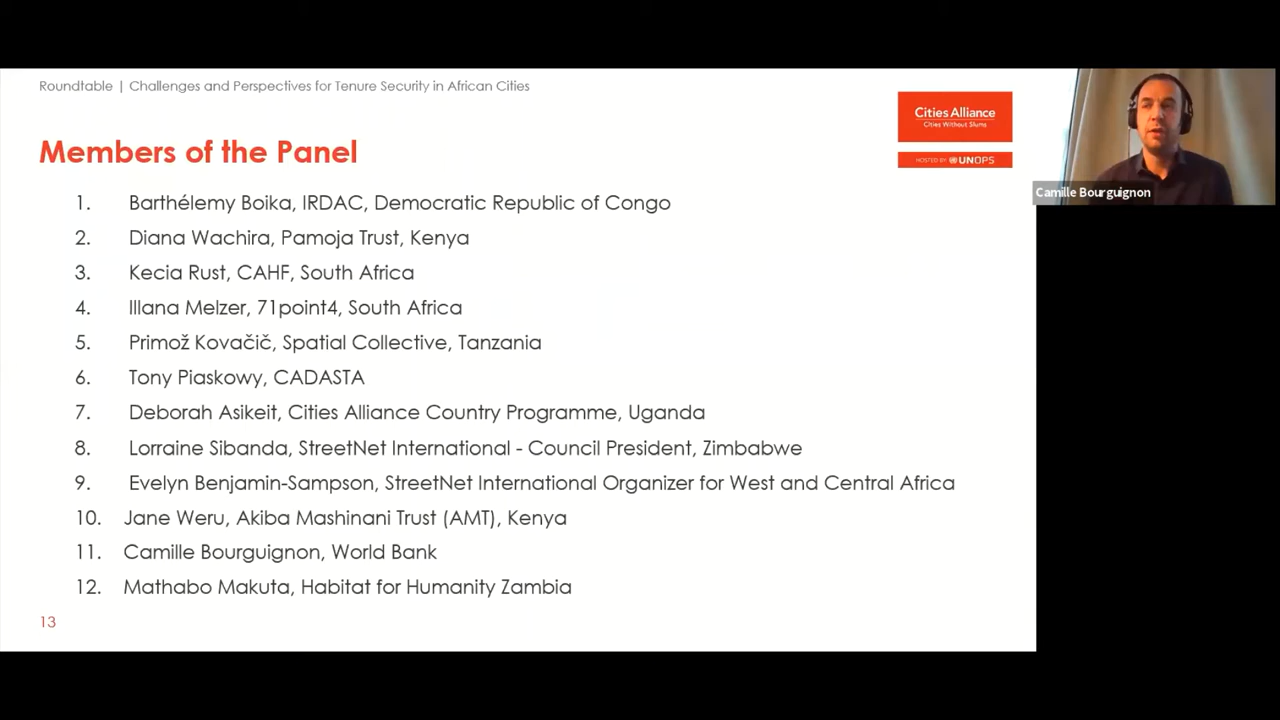 Roundtable | Challenges and Perspectives for Tenure Security in African Cities
Cities Alliance
Cities Without Slums
HOSTED BY UNOPS
Camille Bourguignon
Members of the Panel
1. Barthélemy Boika, IRDAC, Democratic Republic of Congo
2. Diana Wachira, Pamoja Trust, Kenya
3. Kecia Rust, CAHF, South Africa
4. Illana Melzer, 71point4, South Africa
5. Primož Kovačič, Spatial Collective, Tanzania
6. Tony Piaskowy, CADASTA
7. Deborah Asikeit, Cities Alliance Country Programme, Uganda
8. Lorraine Sibanda, StreetNet International - Council President, Zimbabwe
9. Evelyn Benjamin-Sampson, StreetNet International Organizer for West and Central Africa
10. Jane Weru, Akiba Mashinani Trust (AMT), Kenya
11. Camille Bourguignon, World Bank
12. Mathabo Makuta, Habitat for Humanity Zambia
13